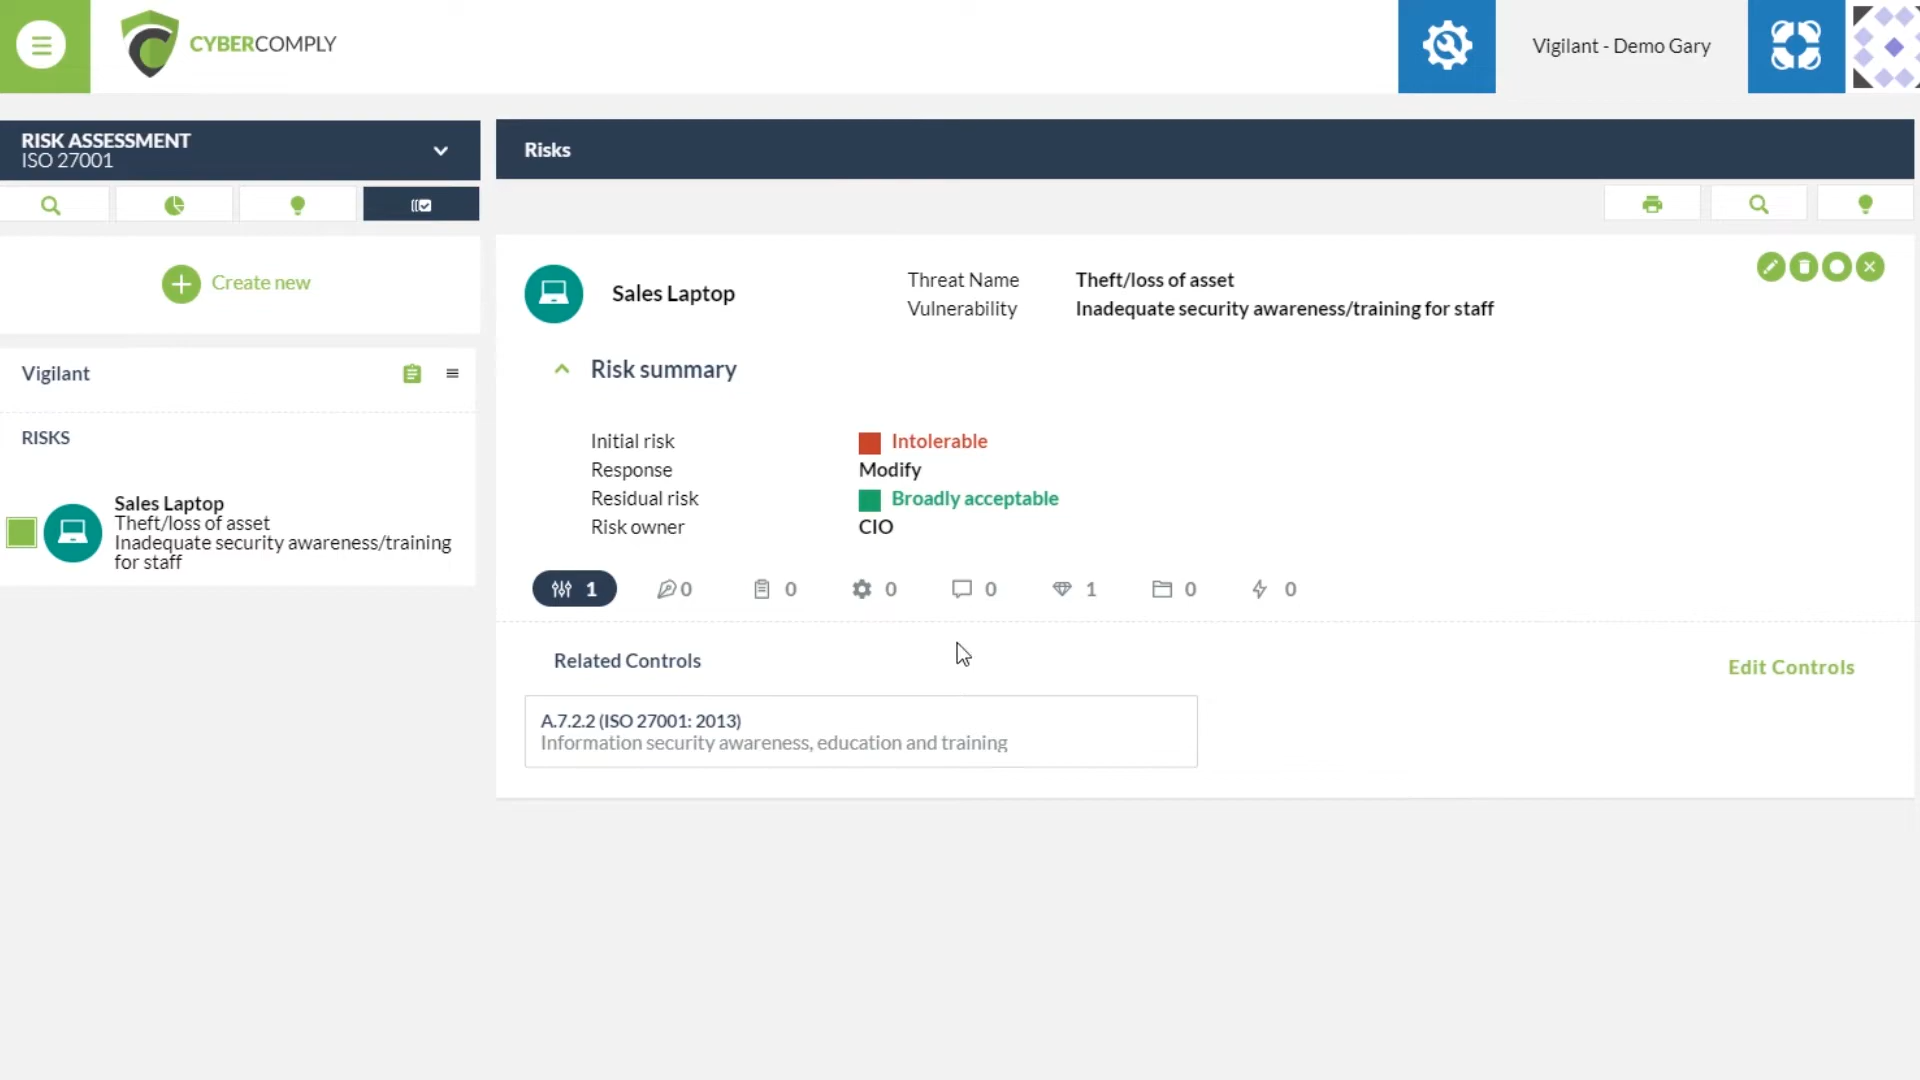 CYBERCOMPLY
Vigilant - Demo Gary
RISK ASSESSMENT
ISO 27001
Risks
Create new
Sales Laptop
Threat Name
Theft/loss of asset
Vulnerability
Inadequate security awareness/training for staff
Risk summary
Vigilant
RISKS
Initial risk
Intolerable
Response
Modify
Residual risk
Broadly acceptable
Risk owner
CIO
Sales Laptop
Theft/loss of asset
Inadequate security awareness/training
for staff
1
0
0
0
0
1
0
0
Related Controls
Edit Controls
A.7.2.2 (ISO 27001: 2013)
Information security awareness, education and training